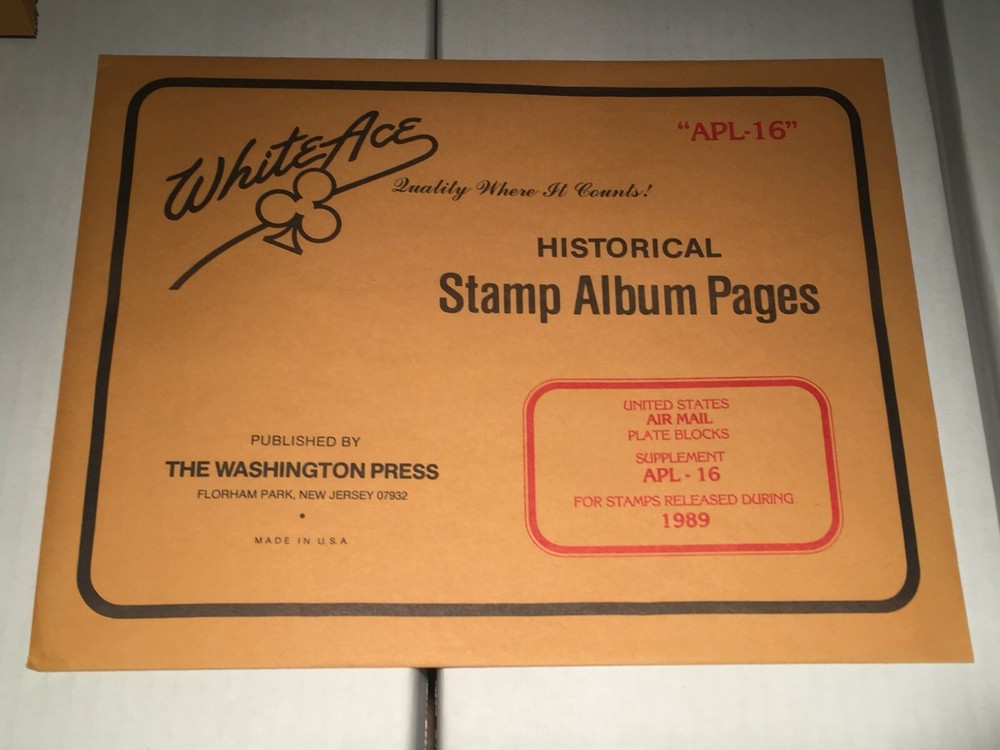 White Ace
Quality Where It Counts!
"APL-16"
HISTORICAL
Stamp Album Pages
PUBLISHED BY
THE WASHINGTON PRESS
FLORHAM PARK, NEW JERSEY 07932
•
MADE IN U.S.A.
UNITED STATES
AIR MAIL
PLATE BLOCKS
SUPPLEMENT
APL - 16
FOR STAMPS RELEASED DURING
1989